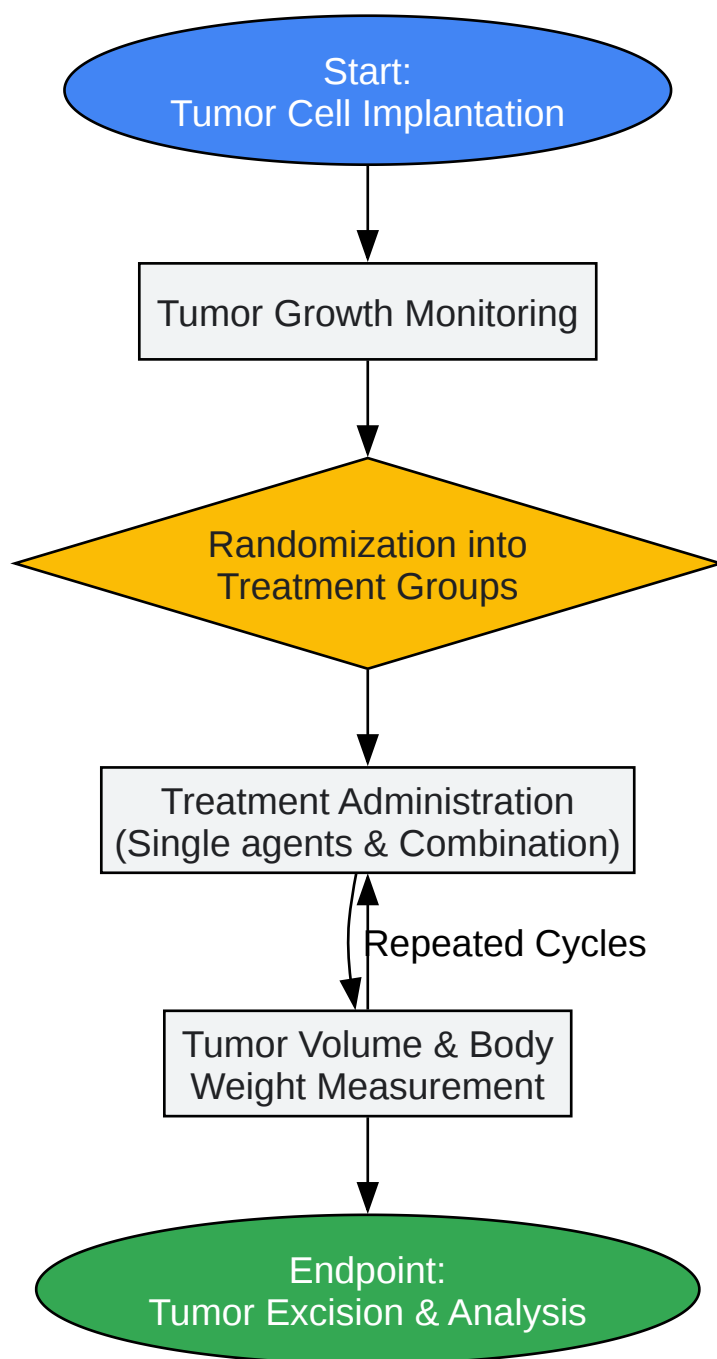 Start:
Tumor Cell Implantation
Tumor Growth Monitoring
Randomization into
Treatment Groups
Treatment Administration
(Single agents & Combination)
Repeated Cycles
Tumor Volume & Body
Weight Measurement
Endpoint:
Tumor Excision & Analysis